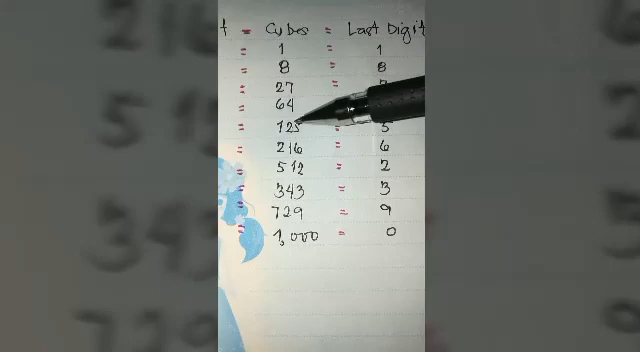 t = Cubes = Last Digit
= 1 = 1
= 8 = 8
= 27 =
= 64
= 125 = 5
= 216 = 6
= 512 = 2
= 343 = 3
= 729 = 9
= 1,000 = 0